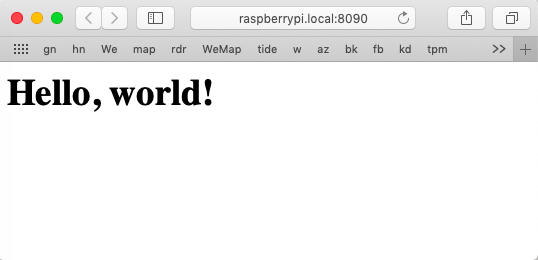 raspberrypi.local:8090
gn hn We map rdr WeMap tide w az bk fb kd tpm >>
Hello, world!